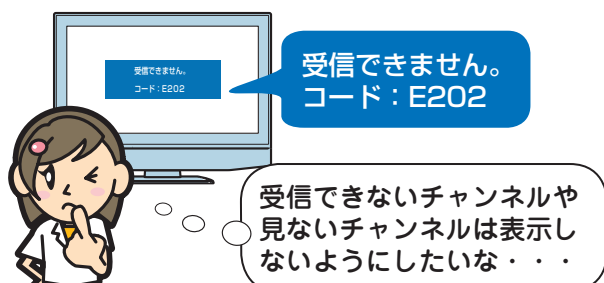 受信できません。
コード：E202
受信できません。
コード：E202
受信できないチャンネルや
見ないチャンネルは表示し
ないようにしたいな・・・